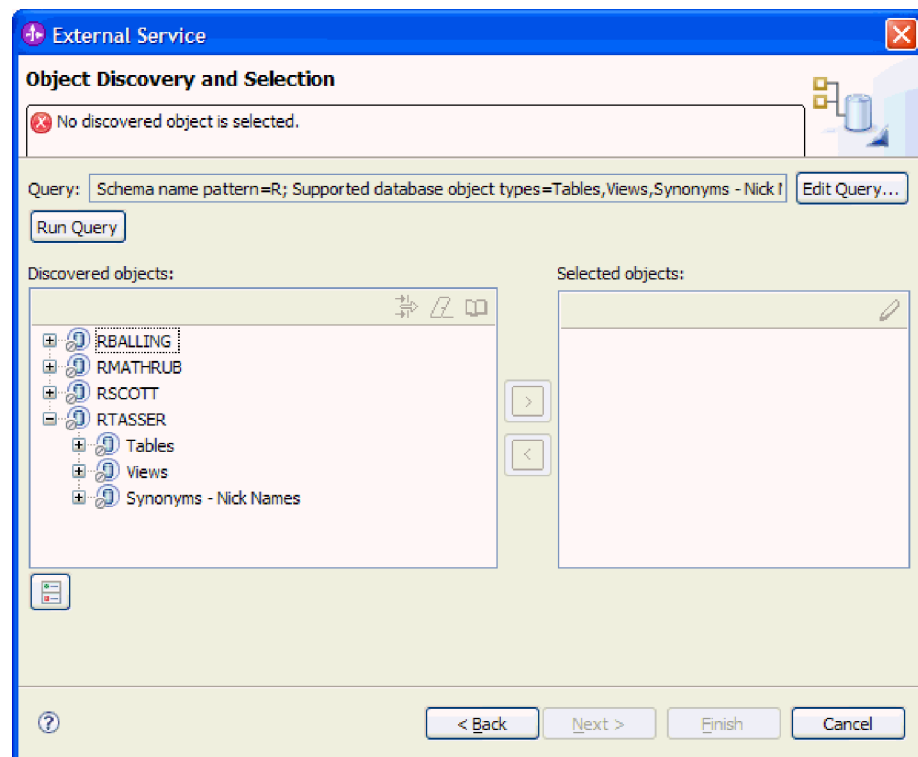 External Service
Object Discovery and Selection
No discovered object is selected.
Query: Schema name pattern=R; Supported database object types=Tables,Views,Synonyms - Nick Edit Query...
Run Query
Discovered objects: Selected objects:
RBALLING
RMATHRUB
RSCOTT
RTASSER
Tables
Views
Synonyms - Nick Names
> 
<
? < Back Next > Finish Cancel